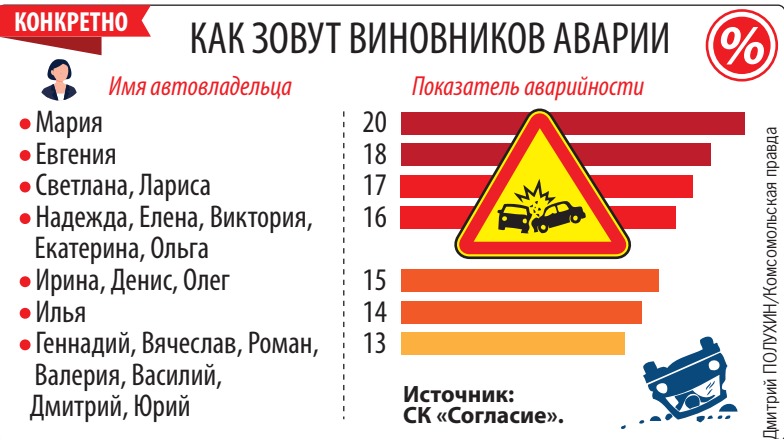 КОНКРЕТНО
КАК ЗОВУТ ВИНОВНИКОВ АВАРИИ
%
Имя автовладельца
Показатель аварийности
Мария 20
Евгения 18
Светлана, Лариса 17
Надежда, Елена, Виктория, 16
Екатерина, Ольга
Ирина, Денис, Олег 15
Илья 14
Геннадий, Вячеслав, Роман, 13
Валерия, Василий,
Дмитрий, Юрий
Источник:
СК «Согласие».
Дмитрий ПОЛУХИН/Комсомольская правда